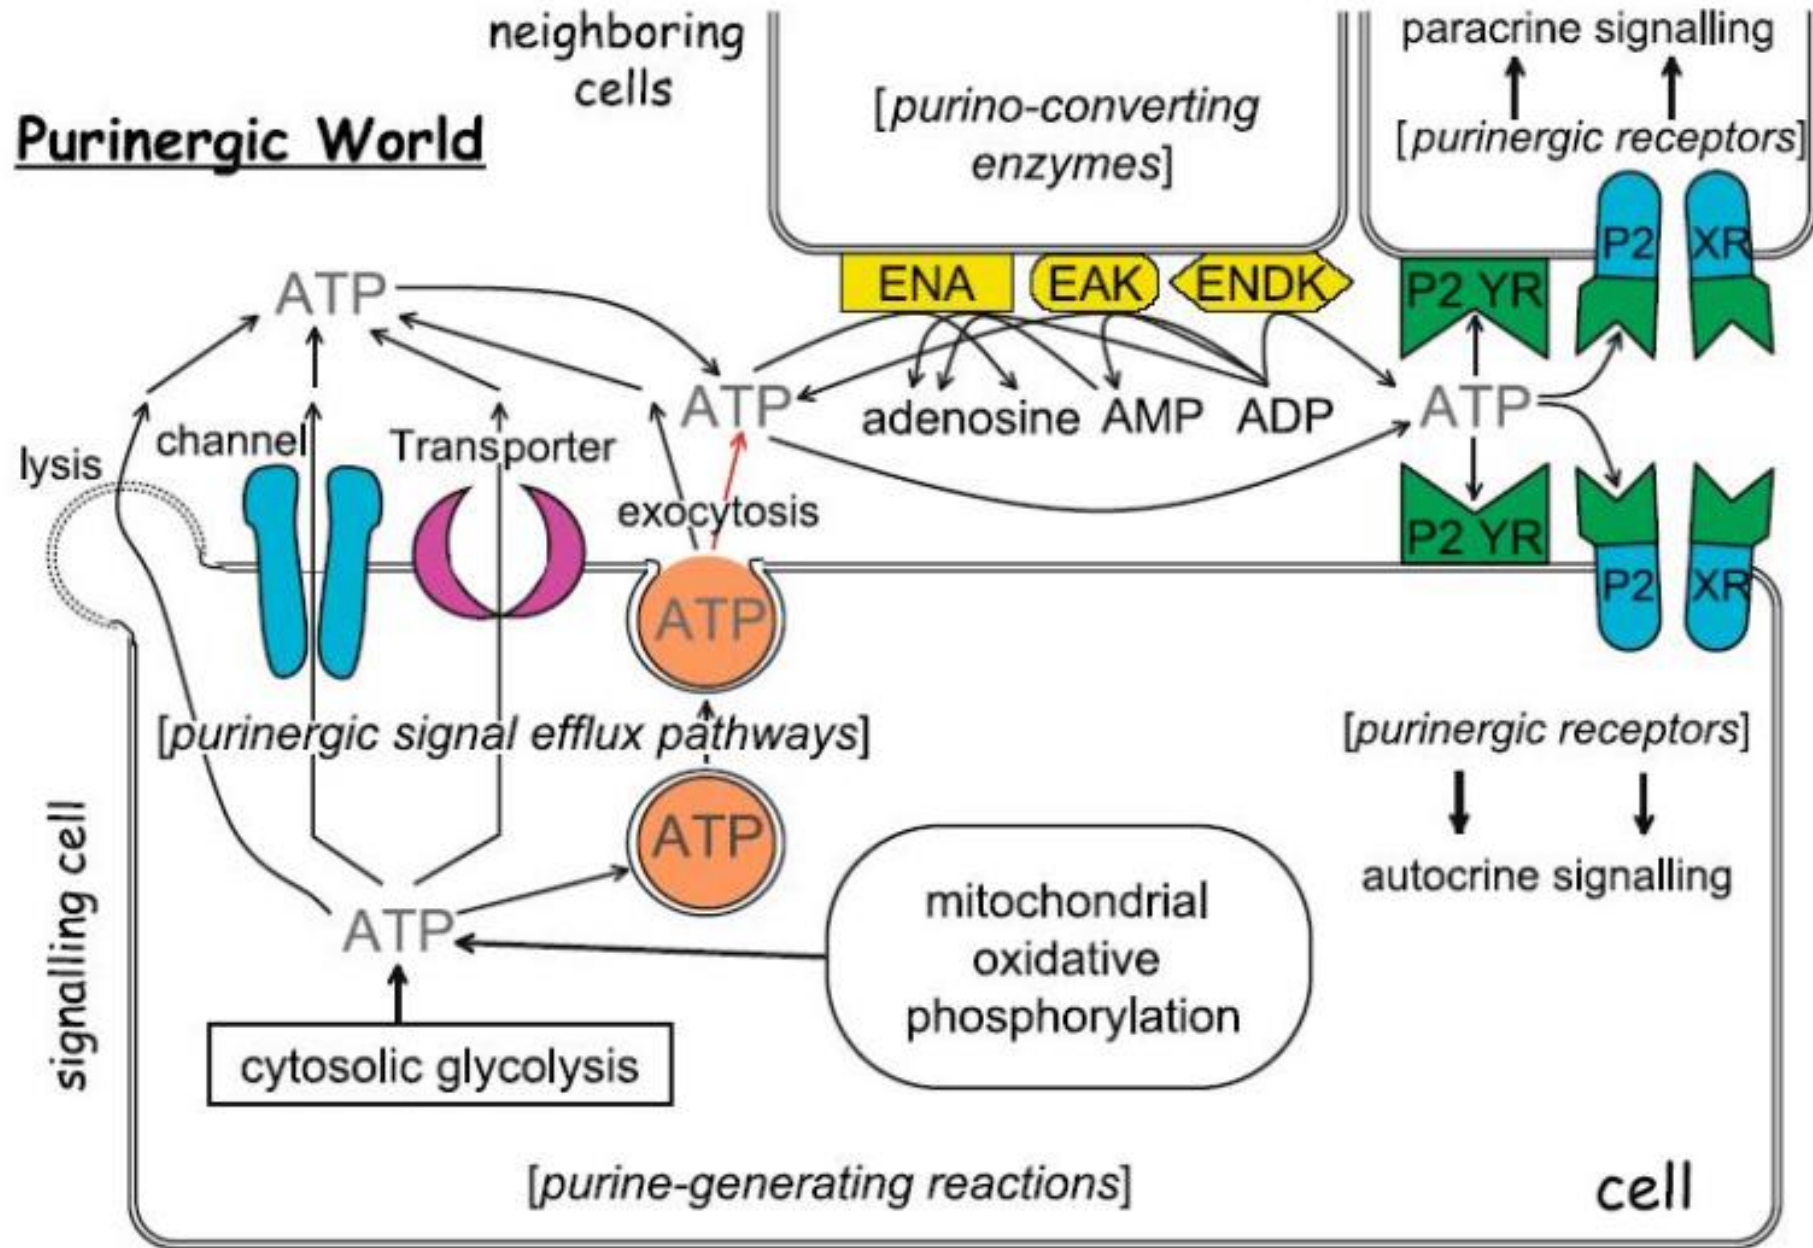 neighboring
cells
Purinergic World
[purino-converting
enzymes]
paracrine signalling
[purinergic receptors]
P2 XR
ENA EAK ENDK P2 YR
ATP
ATP adenosine AMP ADP ATP
lysis channel Transporter
exocytosis
P2 YR
P2 XR
ATP
[purinergic signal efflux pathways]
[purinergic receptors]
ATP
autocrine signalling
signalling cell
ATP
mitochondrial
oxidative
phosphorylation
cytosolic glycolysis
[purine-generating reactions]
cell